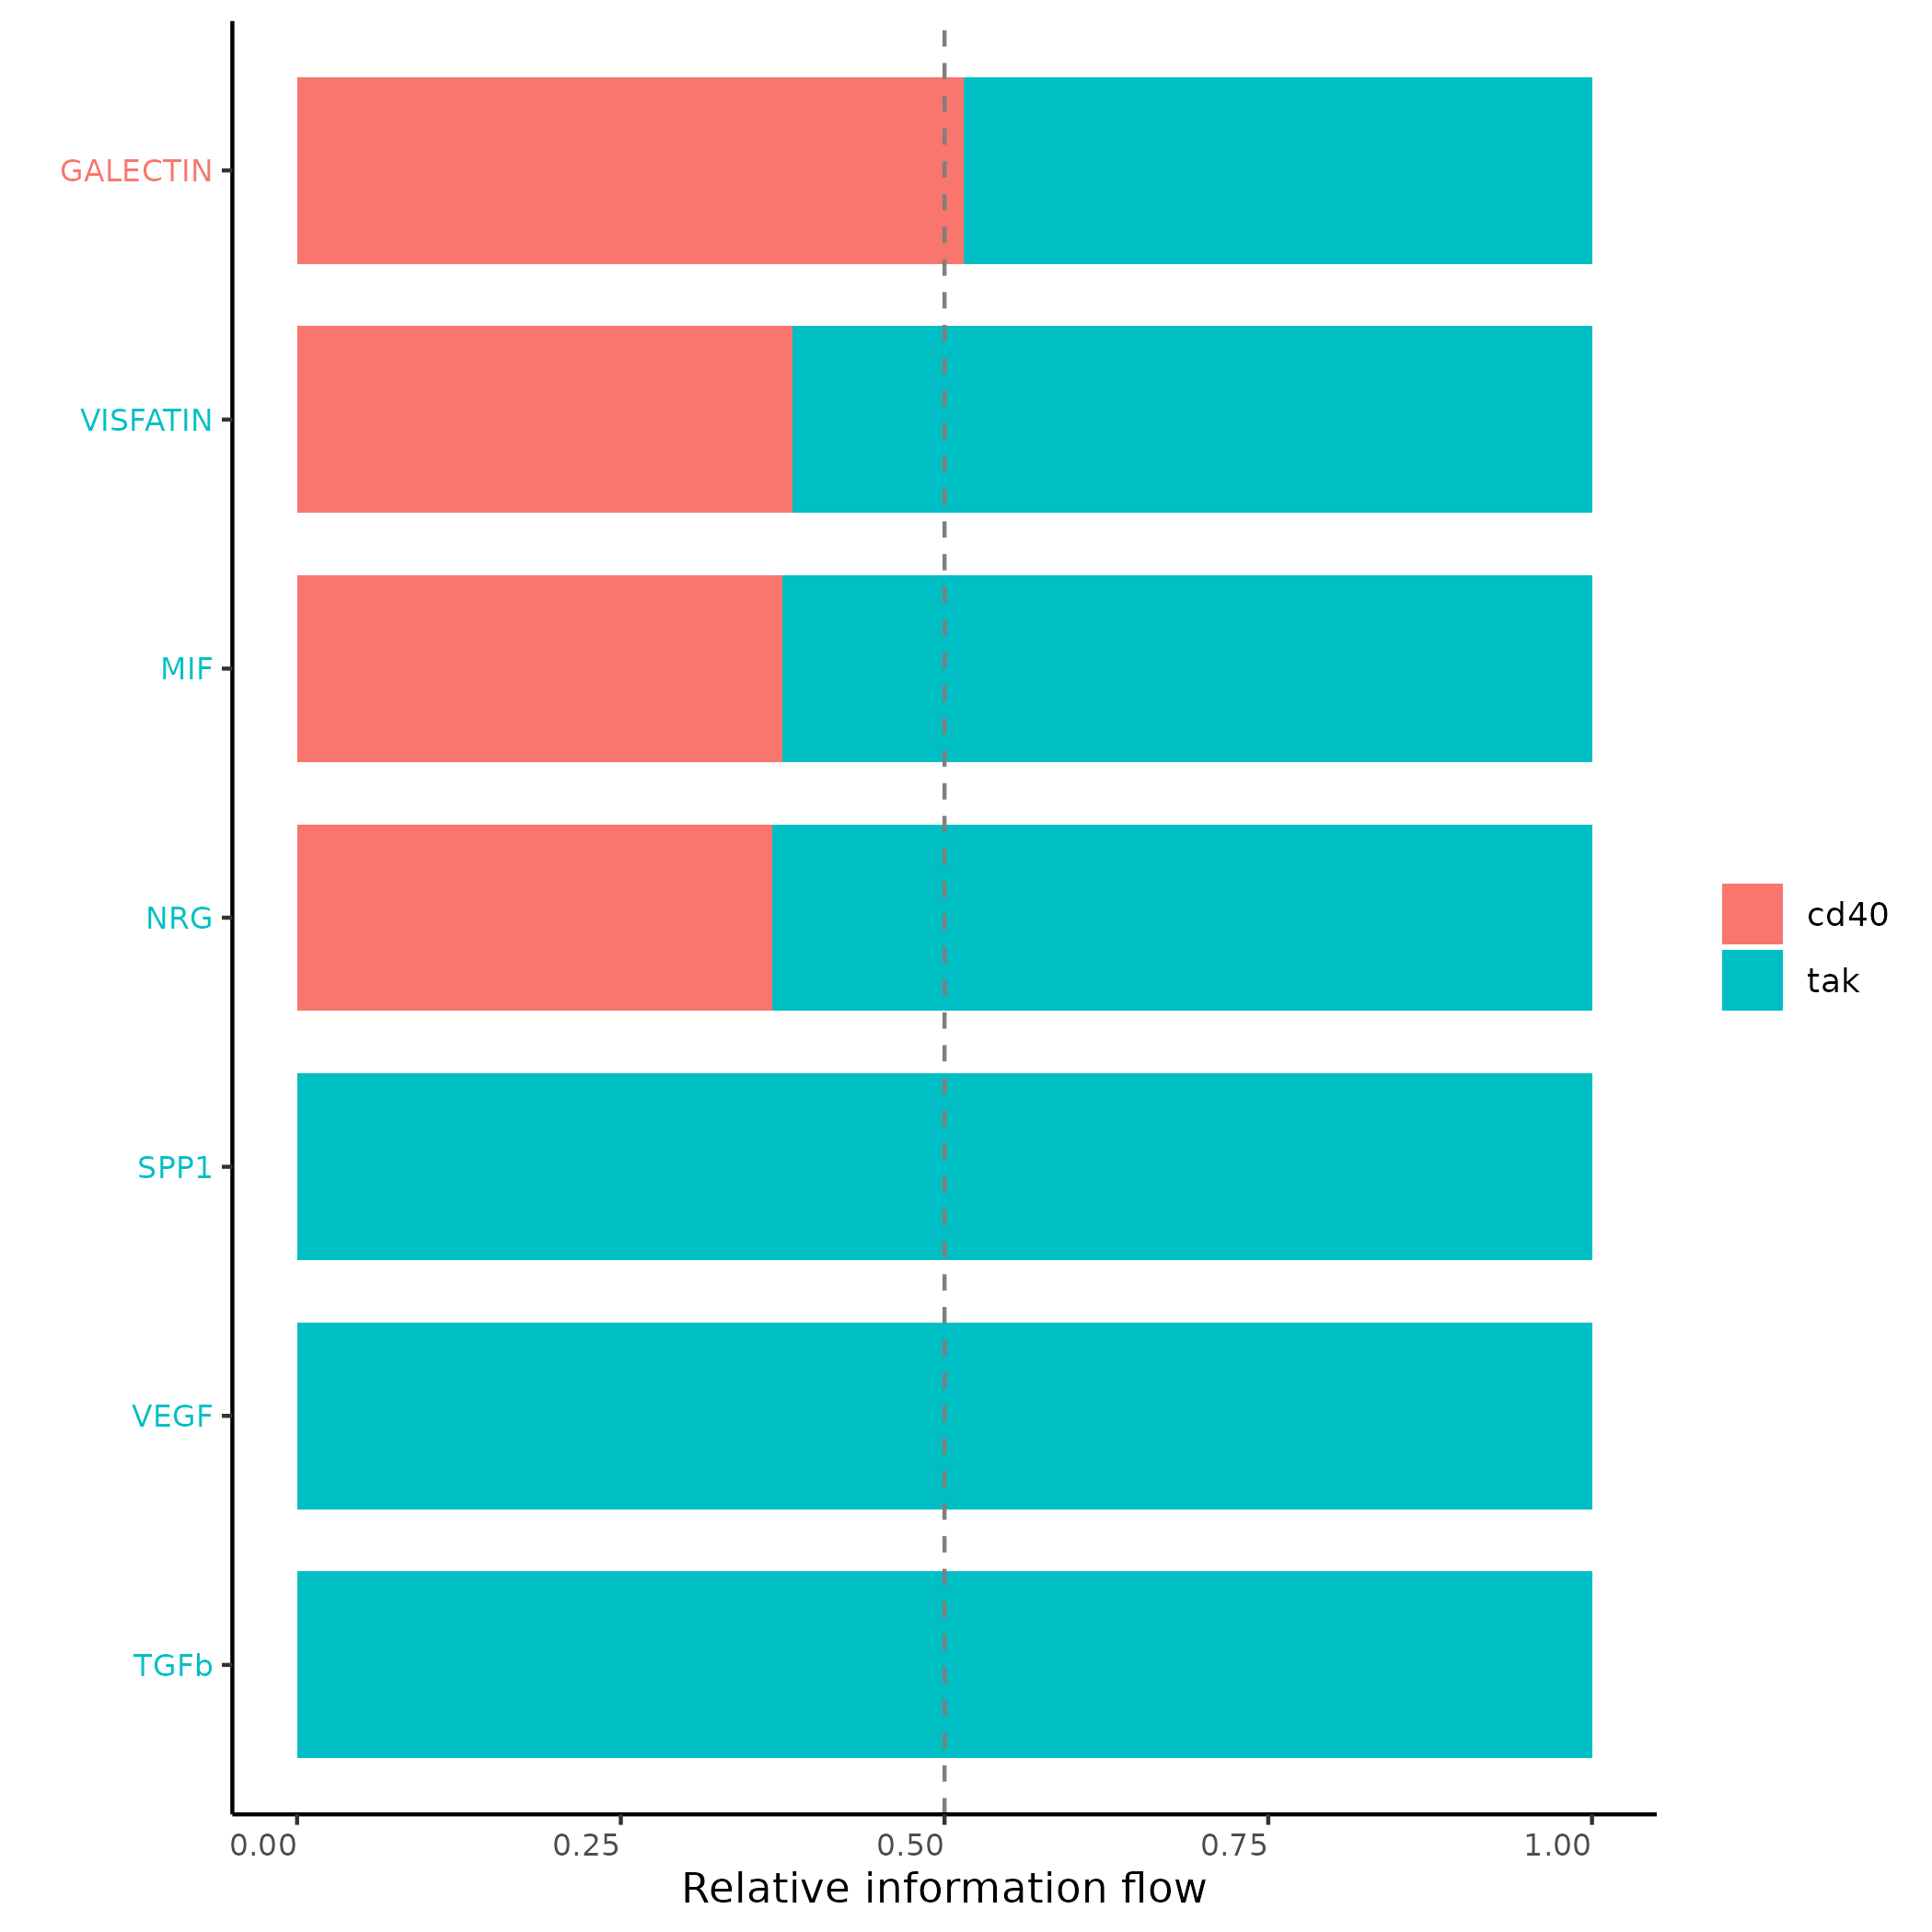 GALECTIN
VISFATIN
MIF
NRG
SPP1
VEGF
TGFb
0.00 0.25 0.50 0.75 1.00
Relative information flow
cd40
tak